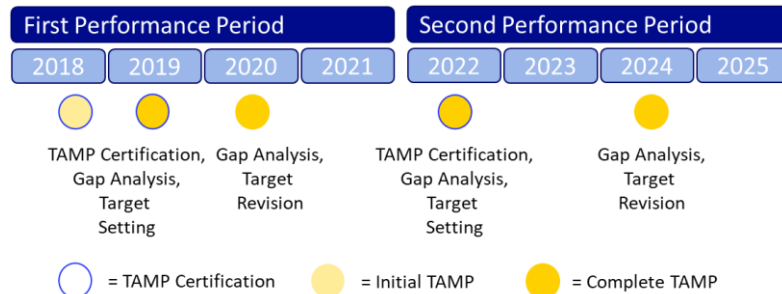 First Performance Period
Second Performance Period
2018 2019 2020 2021
2022 2023 2024 2025
TAMP Certification,
Gap Analysis,
Target
Setting
Gap Analysis,
Target
Revision
TAMP Certification,
Gap Analysis,
Target
Setting
Gap Analysis,
Target
Revision
= TAMP Certification
= Initial TAMP
= Complete TAMP